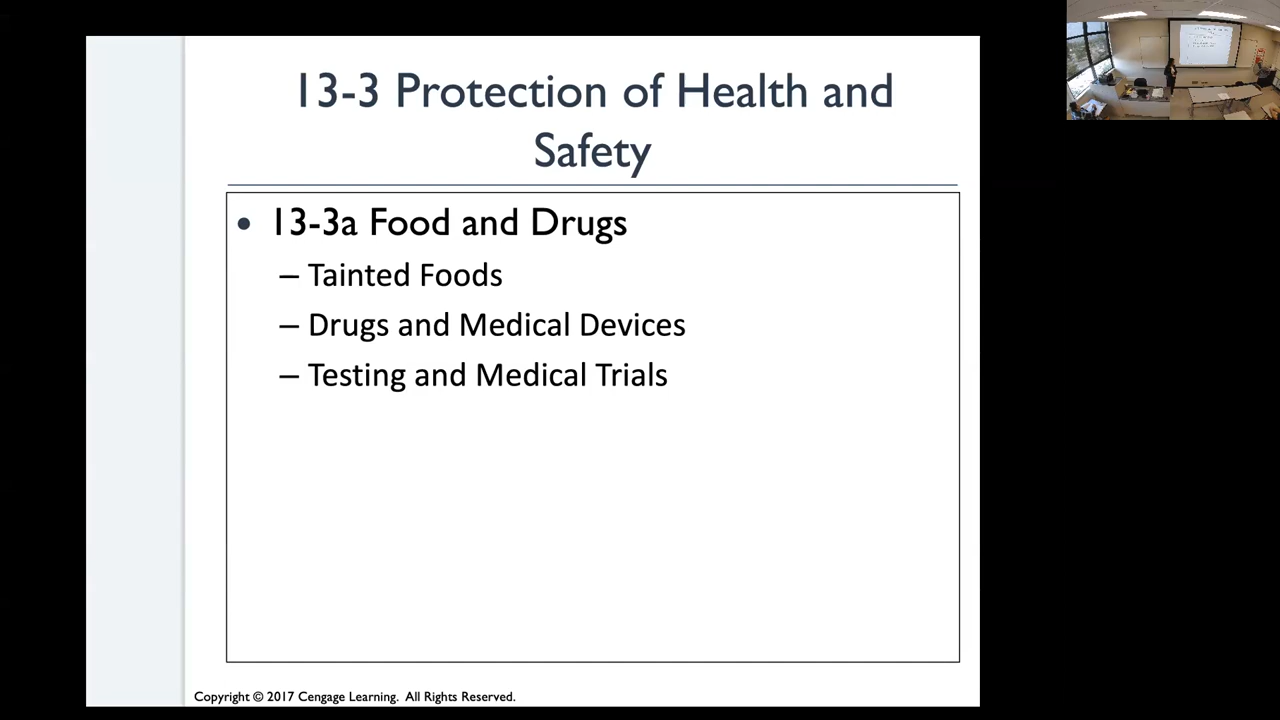 13-3 Protection of Health and
Safety
• 13-3a Food and Drugs
– Tainted Foods
– Drugs and Medical Devices
– Testing and Medical Trials
Copyright © 2017 Cengage Learning. All Rights Reserved.